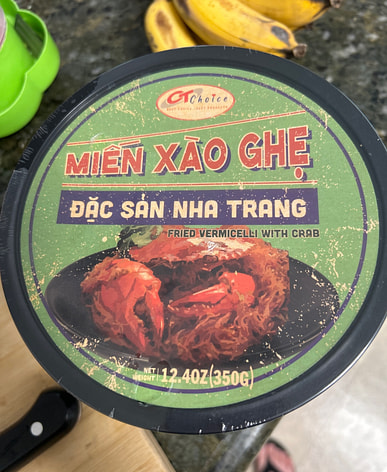 CT Choice
MIẾN XÀO GHẸ
ĐẶC SẢN NHA TRANG
FRIED VERMICELLI WITH CRAB
NET WEIGHT: 12.4OZ(350G)